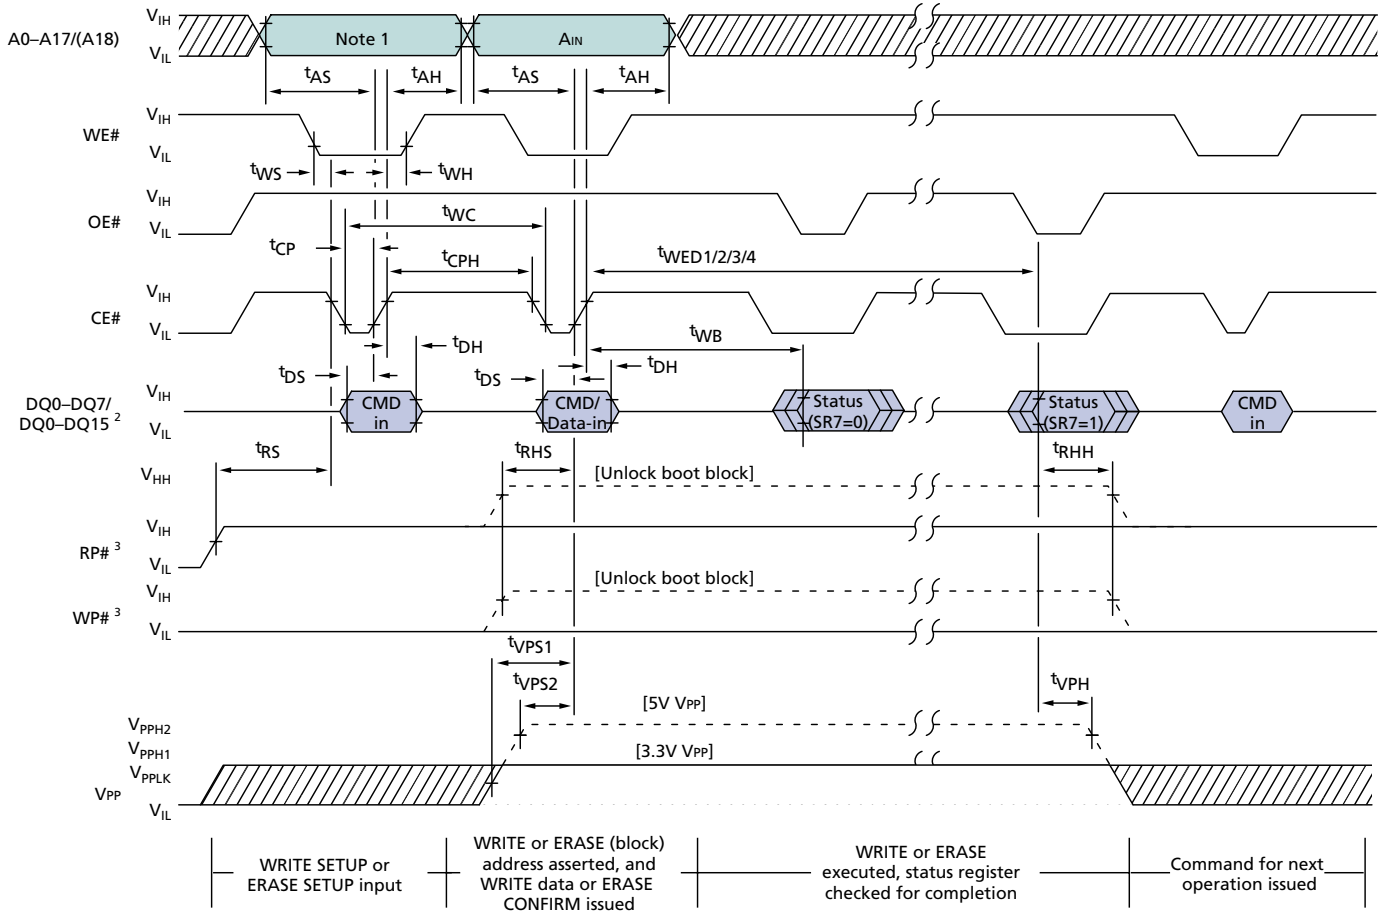 VIH
A0–A17/(A18)
Note 1
AIN
VIL
tAS
tAH
tAS
tAH
VIH
WE#
VIL
tWS
tWH
VIH
OE#
VIL
tWC
tCP
tCPH
tWED1/2/3/4
VIH
CE#
VIL
tWB
tDH
tDH
tDS
tDS
VIH
DQ0–DQ7/
DQ0–DQ15 2
VIL
CMD
in
CMD/
Data-in
Status
(SR7=0)
Status
(SR7=1)
CMD
in
tRS
tRHS
tRHH
VHH
[Unlock boot block]
VIH
RP# 3
VIL
VIH
[Unlock boot block]
WP# 3
VIL
tVPS1
tVPS2
tVPH
VPPH2
[5V VPP]
VPPH1
[3.3V VPP]
VPPLK
VPP
VIL
WRITE SETUP or
ERASE SETUP input
WRITE or ERASE (block)
address asserted, and
WRITE data or ERASE
CONFIRM issued
WRITE or ERASE
executed, status register
checked for completion
Command for next
operation issued